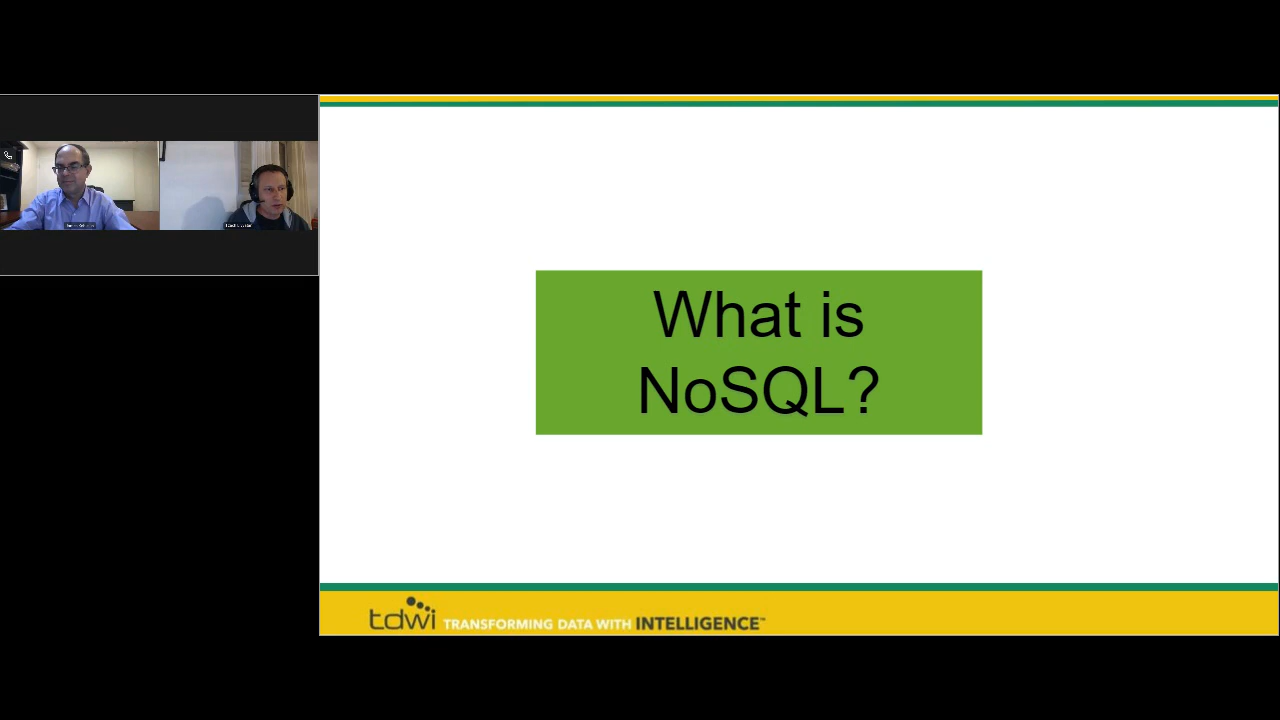 What is
NoSQL?
tdwi TRANSFORMING DATA WITH INTELLIGENCE™